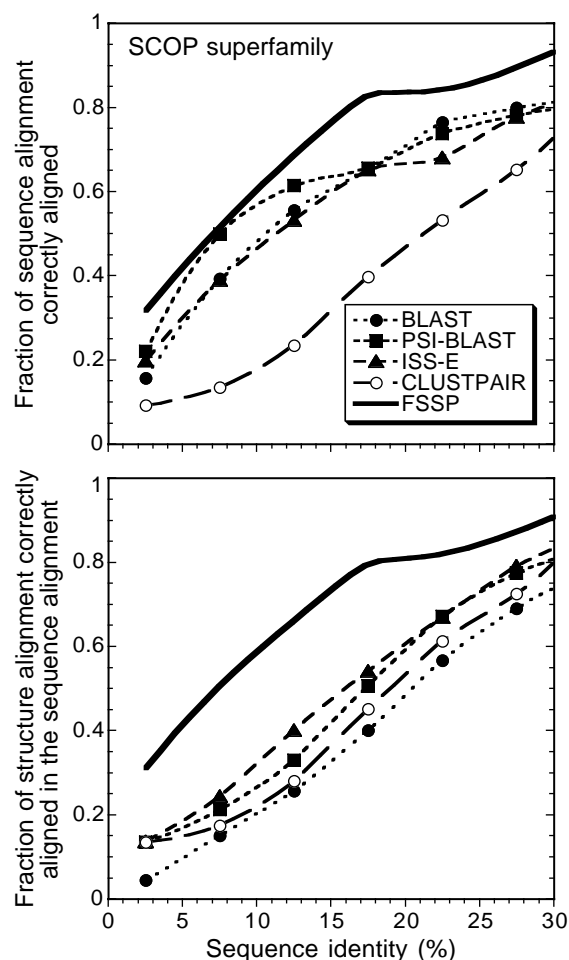 SCOP superfamily
Fraction of sequence alignment
correctly aligned
1
0.8
0.6
0.4
0.2
0
BLAST
PSI-BLAST
ISS-E
CLUSTPAIR
FSSP
Fraction of structure alignment correctly
aligned in the sequence alignment
1
0.8
0.6
0.4
0.2
0
0 5 10 15 20 25 30
Sequence identity (%)